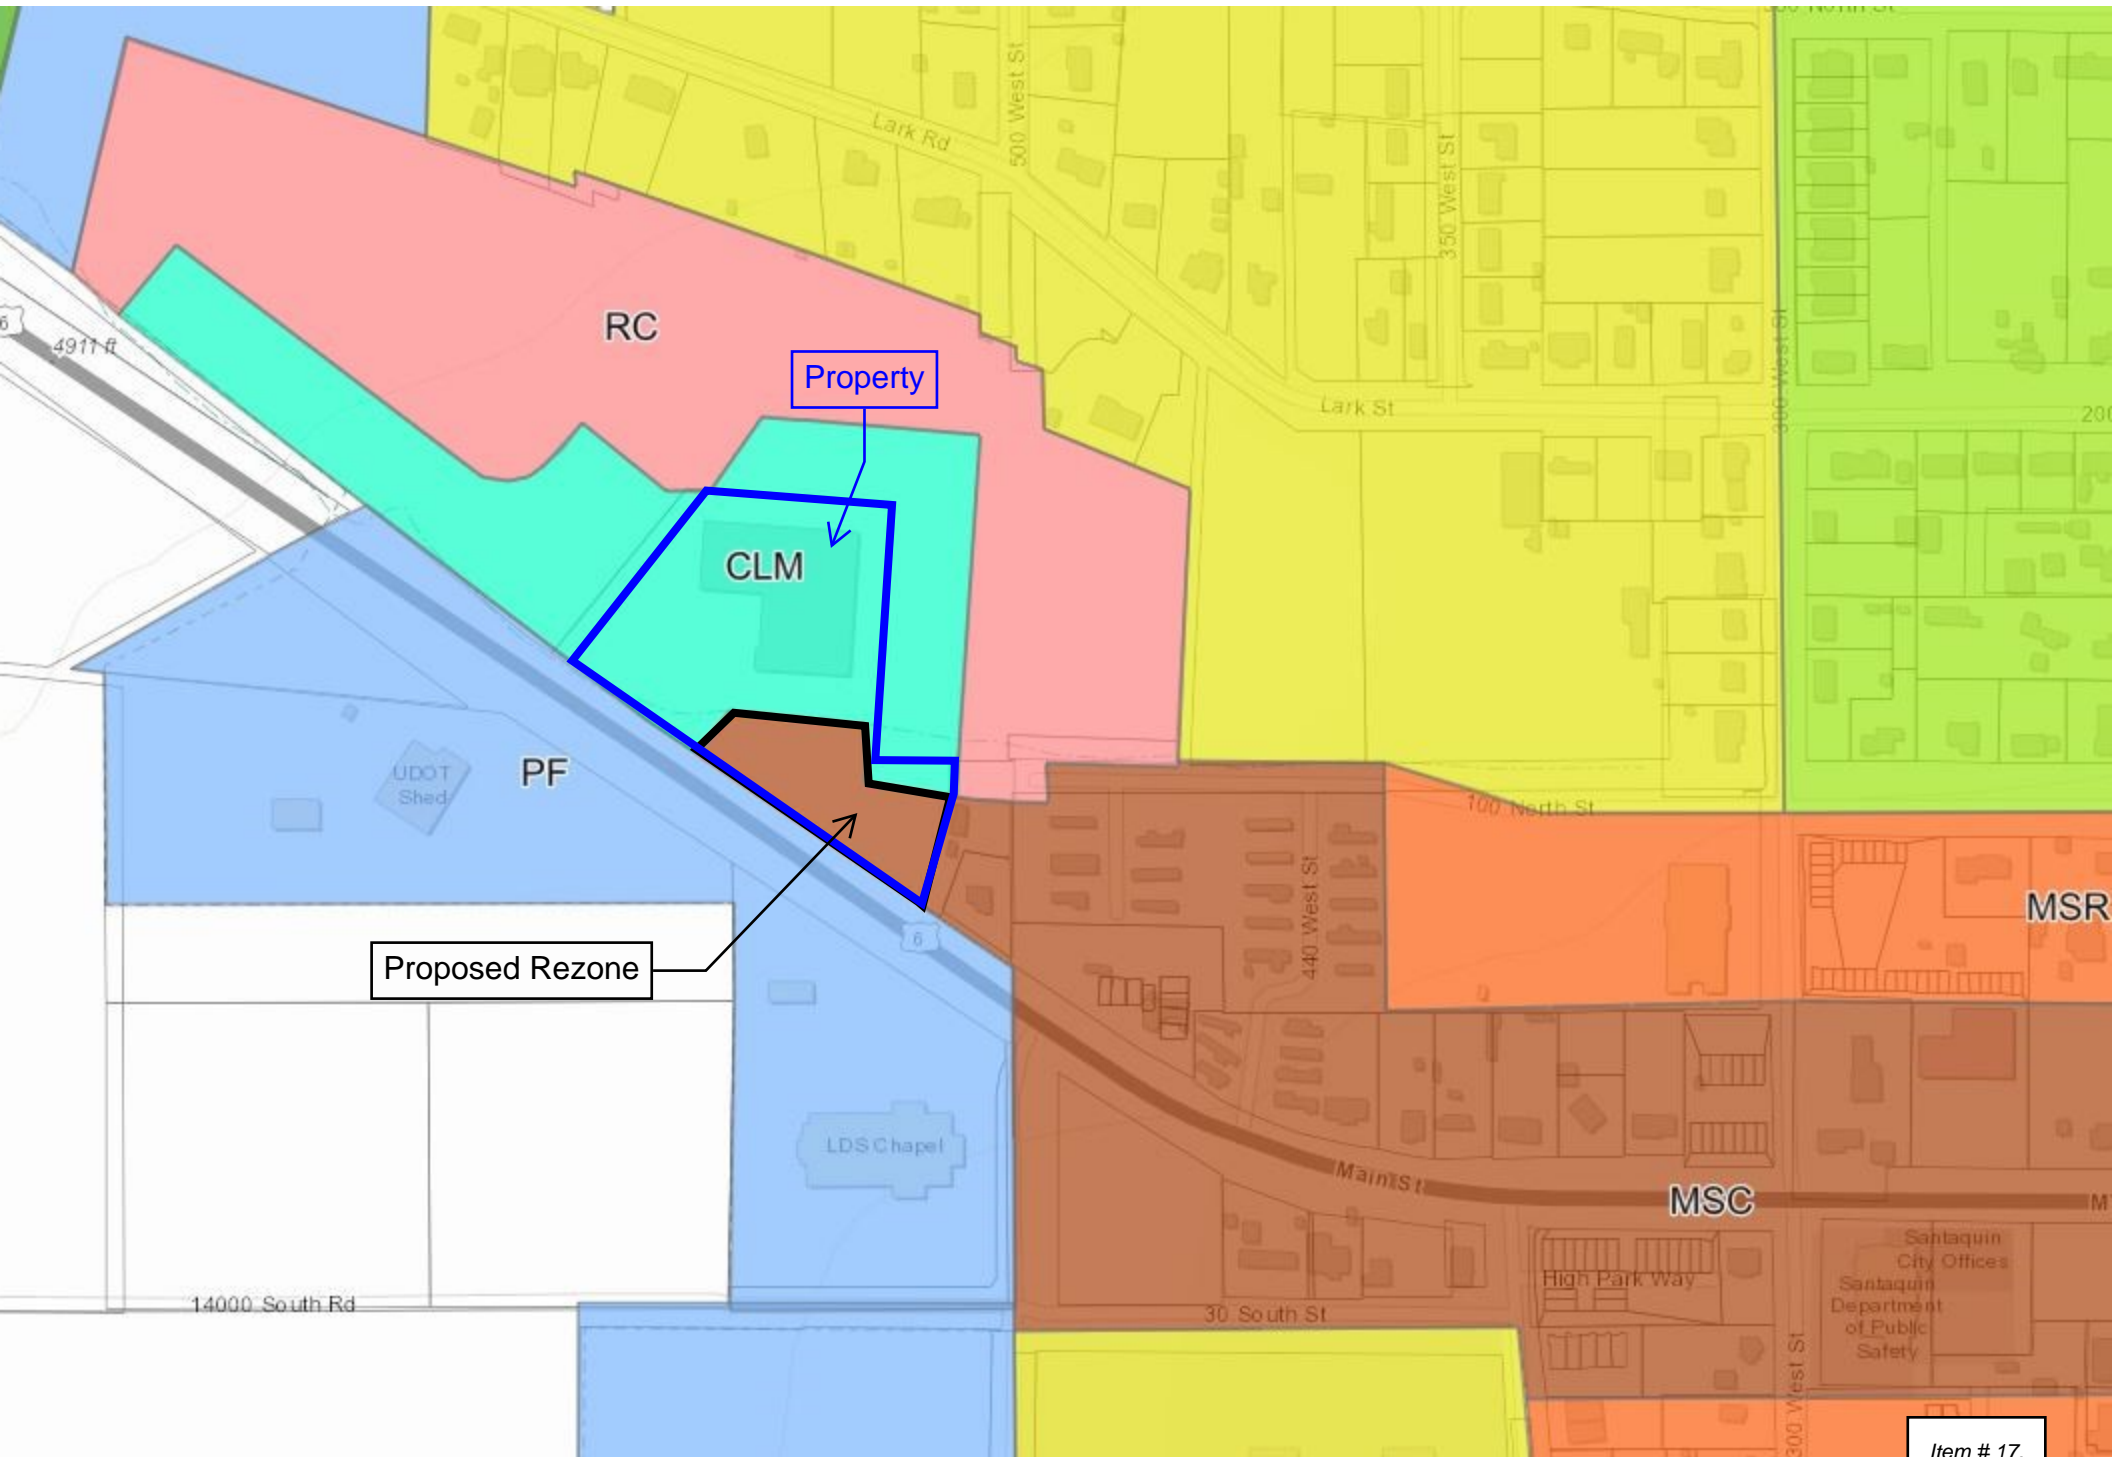 Lark Rd
500 West St
350 West St
RC
6
4911 ft
Property
Lark St
300 West St
200
CLM
UDOT
Shed
PF
100 North St
MSR
440 West St
6
Proposed Rezone
LDS Chapel
Main St
MSC
M
Santaquin
City Offices
High Park Way
Santaquin
Department
of Public
Safety
14000 South Rd
30 South St
300 West St
Item # 17.